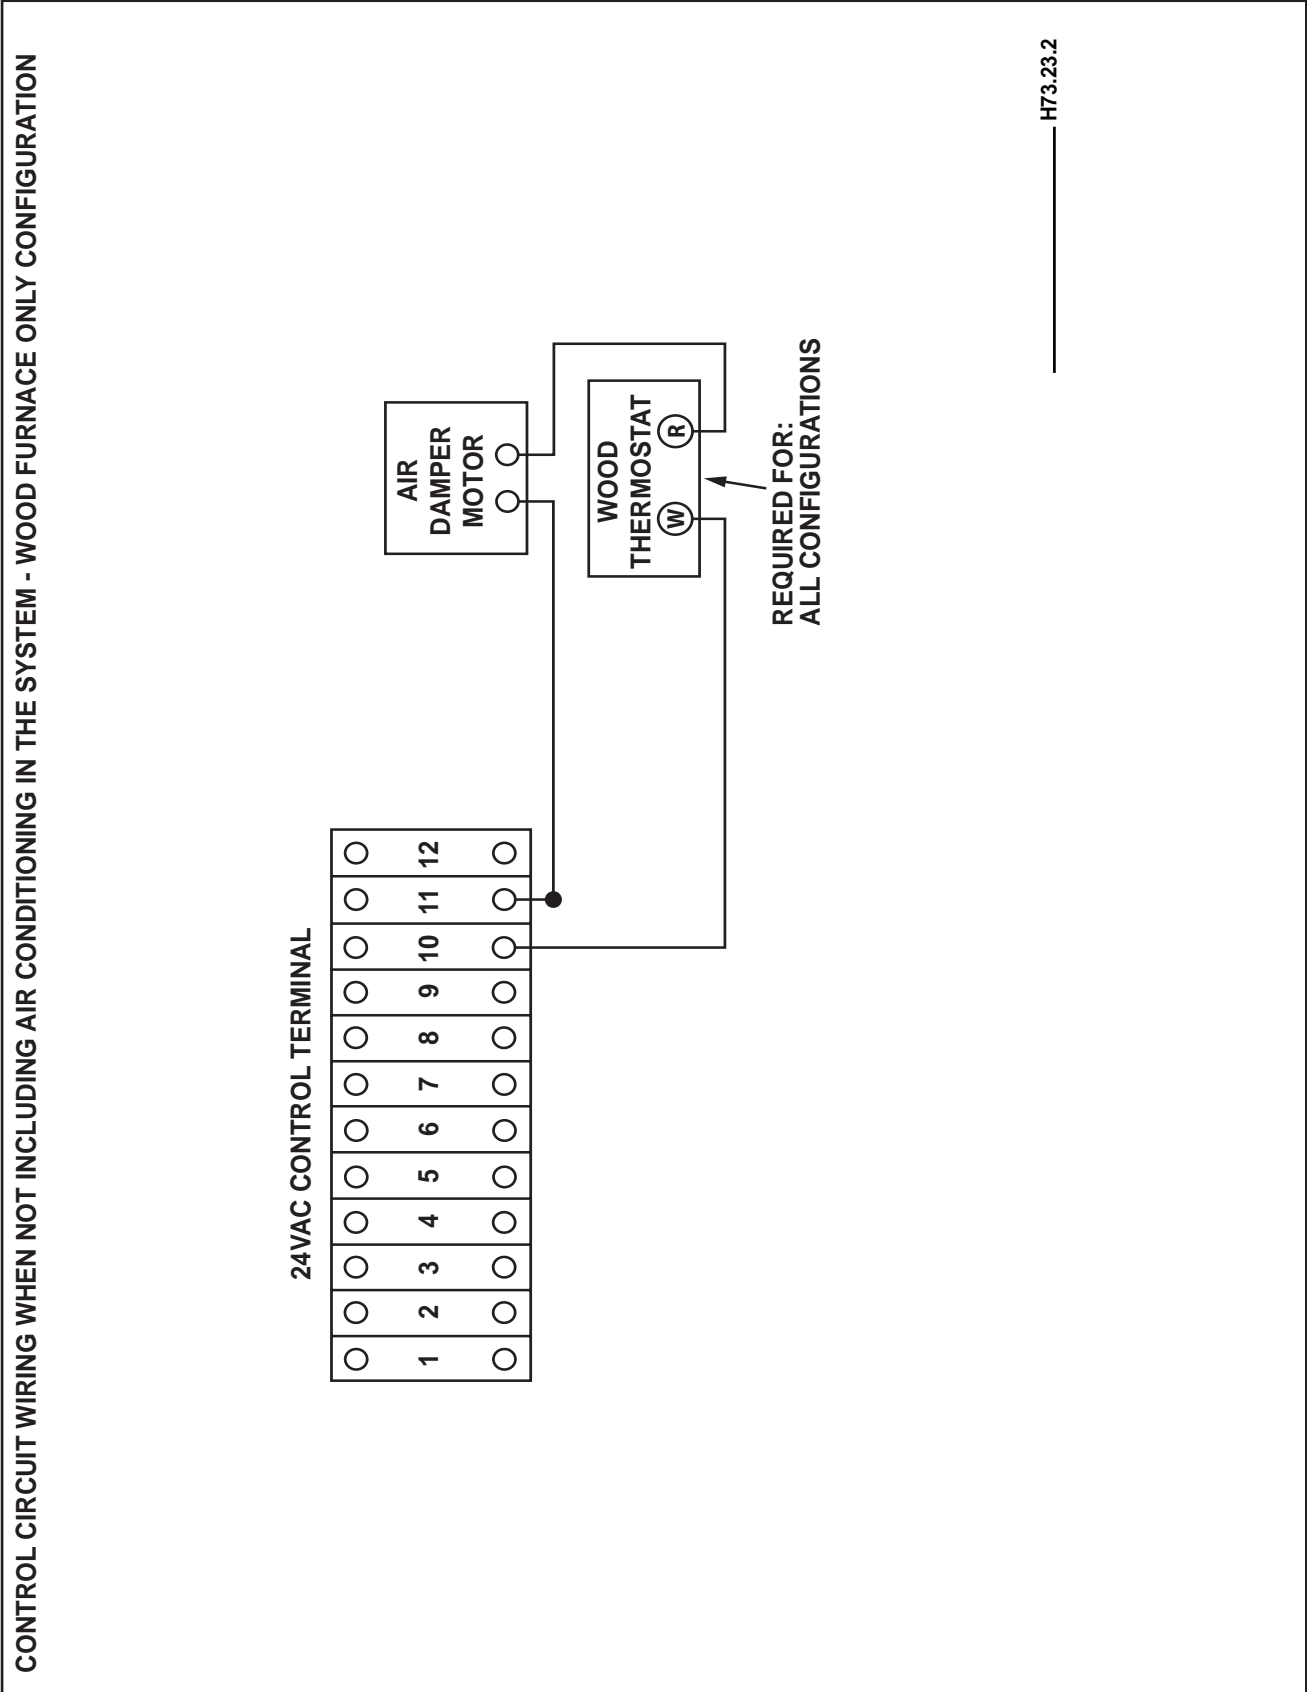 CONTROL CIRCUIT WIRING WHEN NOT INCLUDING AIR CONDITIONING IN THE SYSTEM - WOOD FURNACE ONLY CONFIGURATION
24VAC CONTROL TERMINAL
1 2 3 4 5 6 7 8 9 10 11 12
AIR
DAMPER
MOTOR
WOOD
THERMOSTAT
W R
REQUIRED FOR:
ALL CONFIGURATIONS
H73.23.2